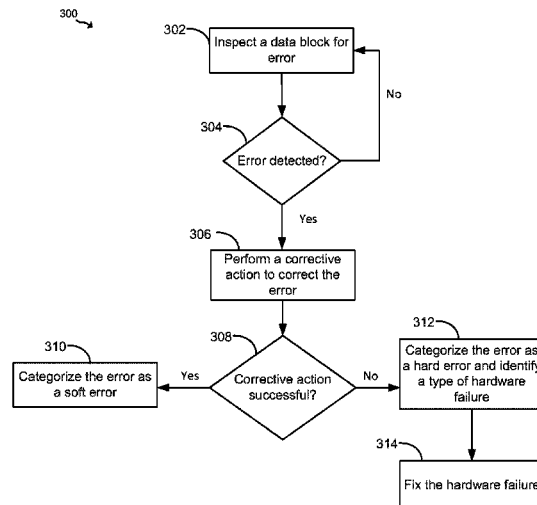 300
302
Inspect a data block for
error
No
304
Error detected?
Yes
306
Perform a corrective
action to correct the
error
308
Corrective action
successful?
310
Yes
Categorize the error as
a soft error
No
312
Categorize the error as
a hard error and identify
a type of hardware
failure
314
Fix the hardware failure